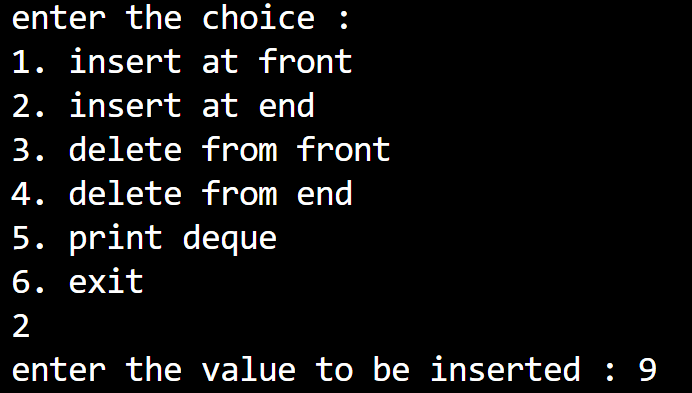 enter the choice :
1. insert at front
2. insert at end
3. delete from front
4. delete from end
5. print deque
6. exit
2
enter the value to be inserted : 9